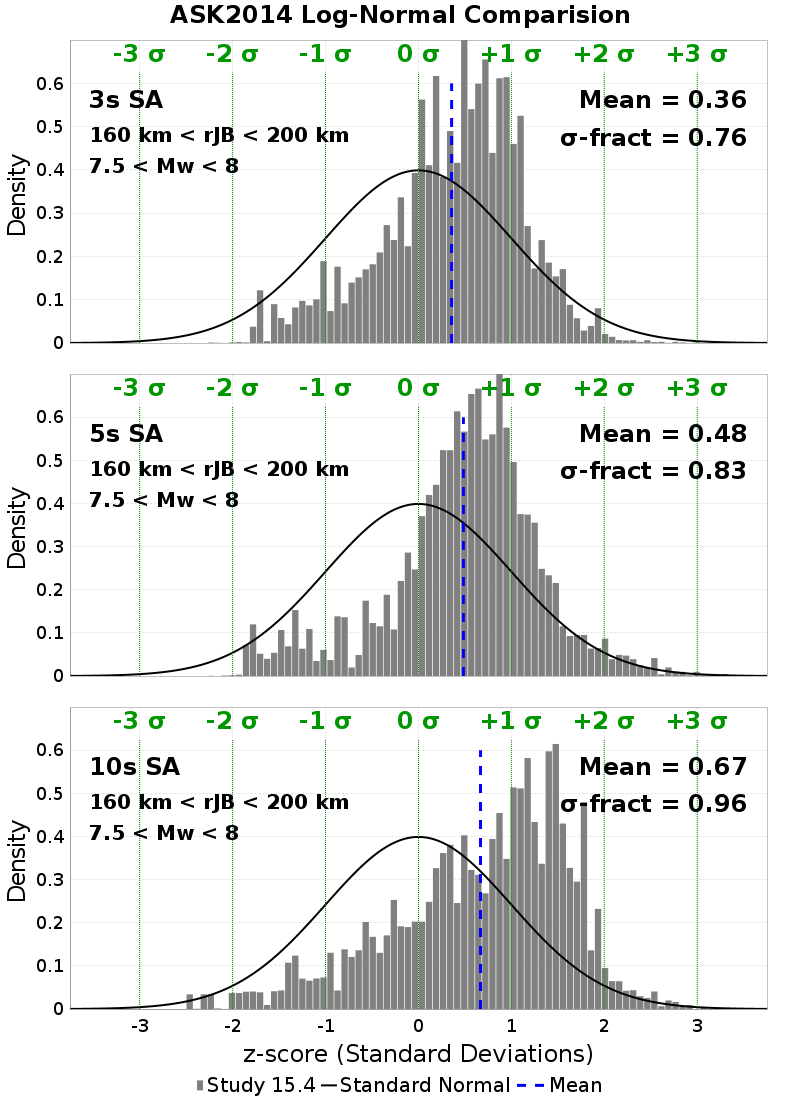 ASK2014 Log-Normal Comparision
-3 σ -2 σ -1 σ 0 σ +1 σ +2 σ +3 σ
3s SA
160 km < rJB < 200 km
7.5 < Mw < 8
Mean = 0.36
σ-fract = 0.76
Density
0.6
0.5
0.4
0.3
0.2
0.1
0
-3 σ -2 σ -1 σ 0 σ +1 σ +2 σ +3 σ
5s SA
160 km < rJB < 200 km
7.5 < Mw < 8
Mean = 0.48
σ-fract = 0.83
Density
0.6
0.5
0.4
0.3
0.2
0.1
0
-3 σ -2 σ -1 σ 0 σ +1 σ +2 σ +3 σ
10s SA
160 km < rJB < 200 km
7.5 < Mw < 8
Mean = 0.67
σ-fract = 0.96
Density
0.6
0.5
0.4
0.3
0.2
0.1
0
-3 -2 -1 0 1 2 3
z-score (Standard Deviations)
Study 15.4 Standard Normal Mean